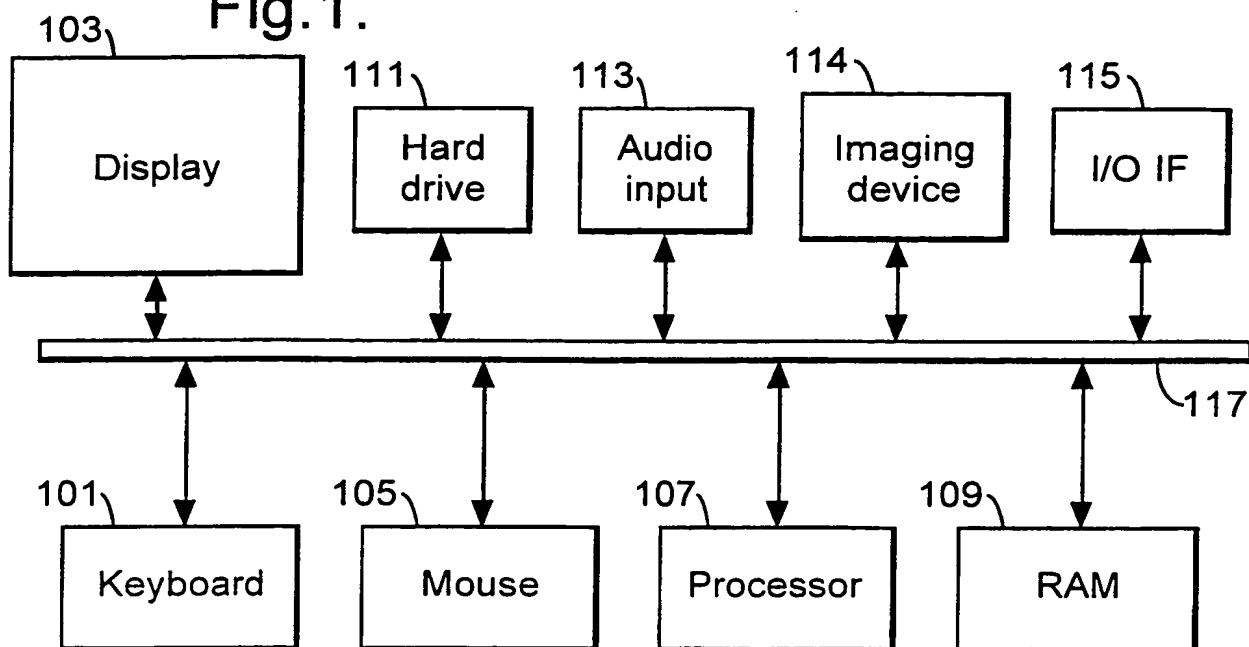 Fig.1.
103
111
113
114
115
Display
Hard
drive
Audio
input
Imaging
device
I/O IF
117
101
105
107
109
Keyboard
Mouse
Processor
RAM